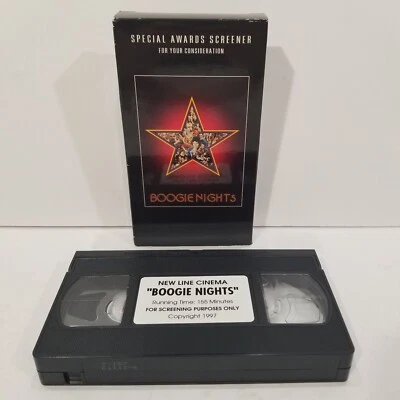 SPECIAL AWARDS SCREENER
FOR YOUR CONSIDERATION
BOOGIE NIGHTS
NEW LINE CINEMA
"BOOGIE NIGHTS"
Running Time: 155 Minutes
FOR SCREENING PURPOSES ONLY
Copyright 1997